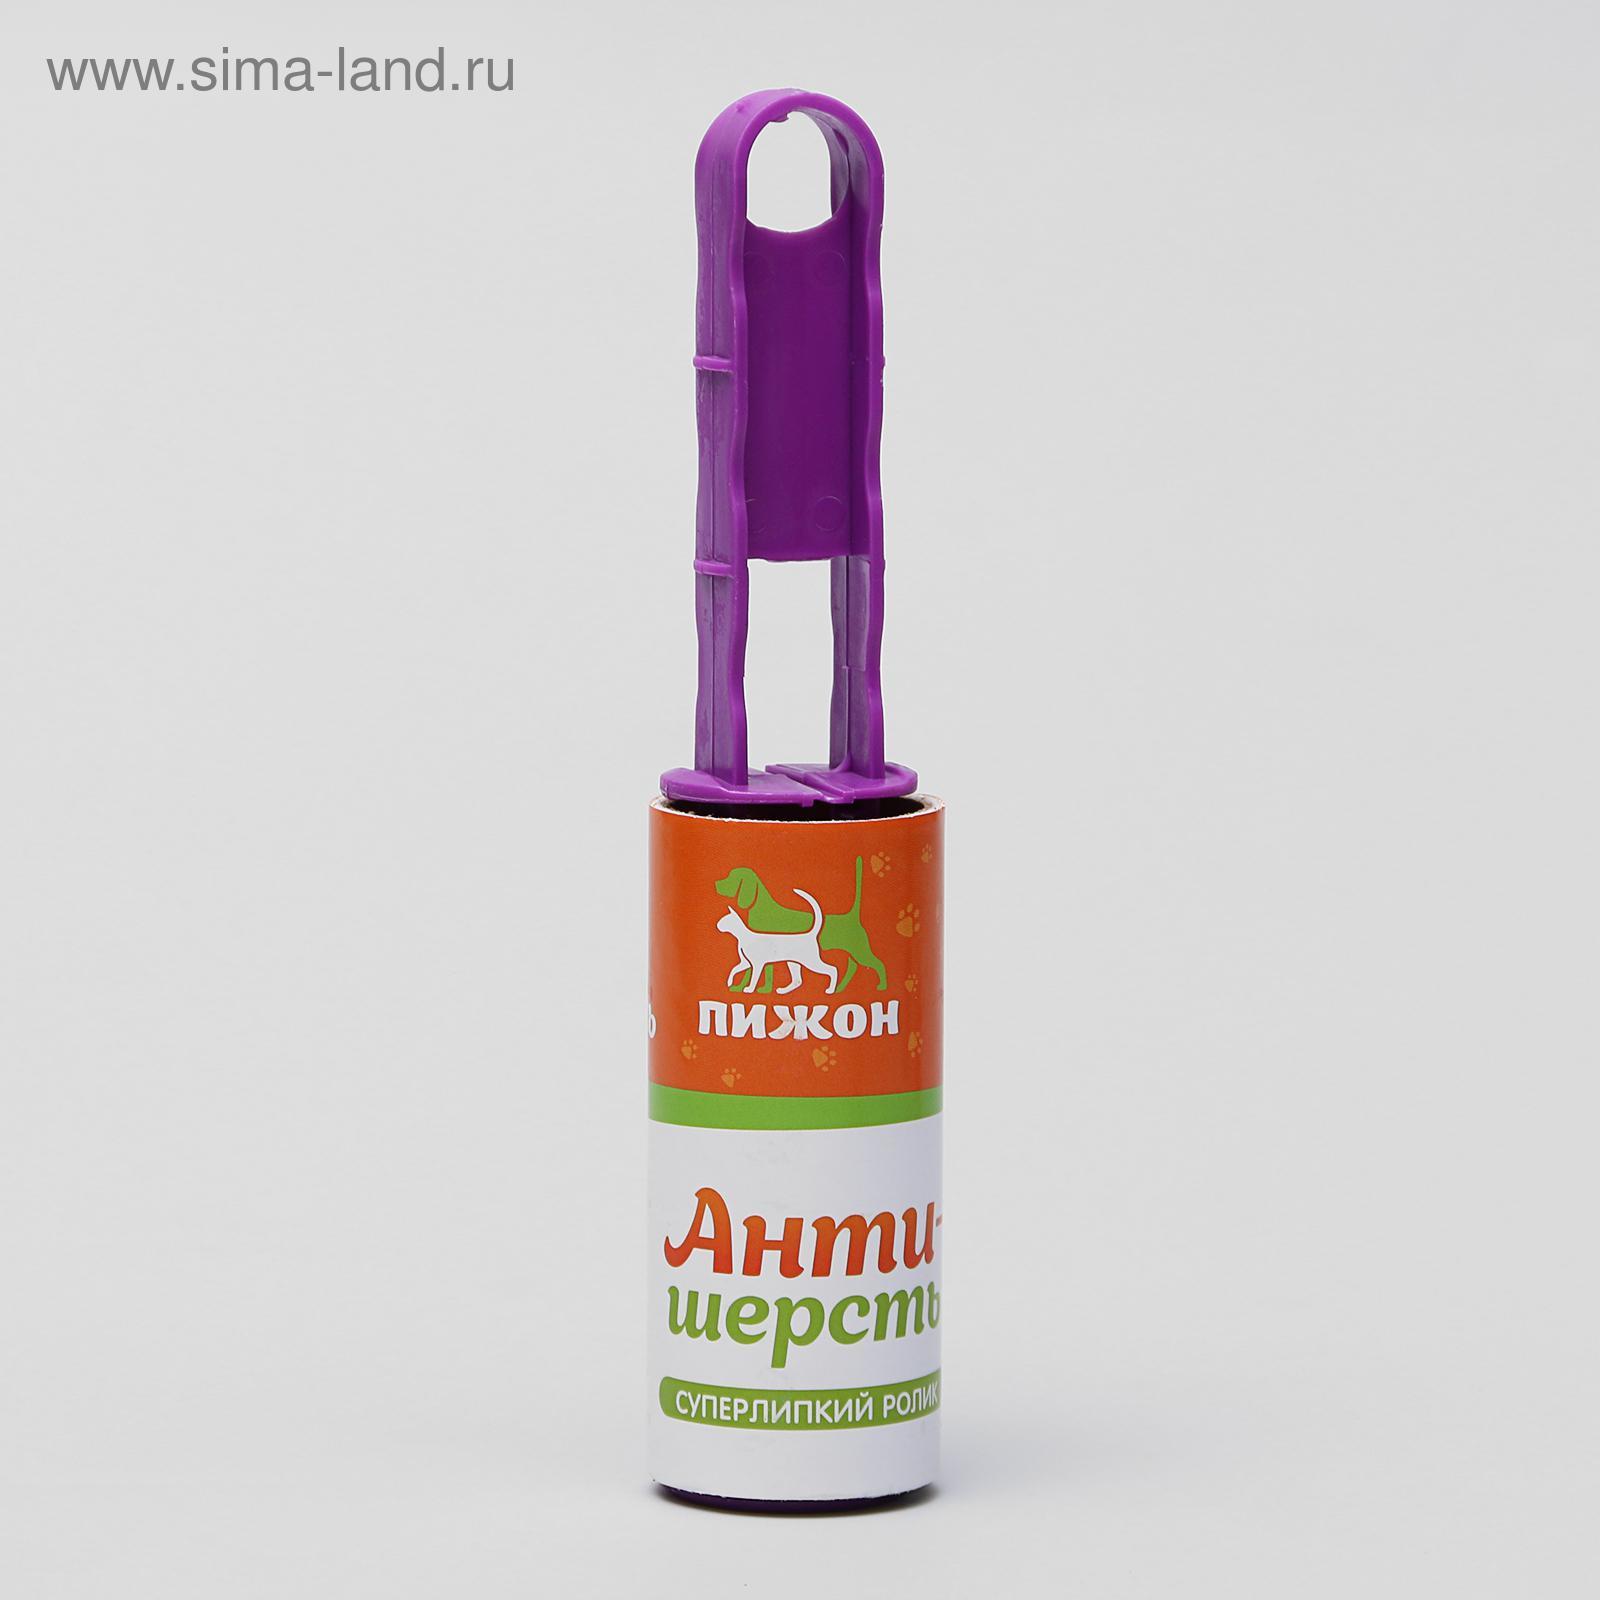 www.sima-land.ru
ПИЖОН
Ь
Анти-
шерсть
СУПЕРЛИПКИЙ РОЛИК